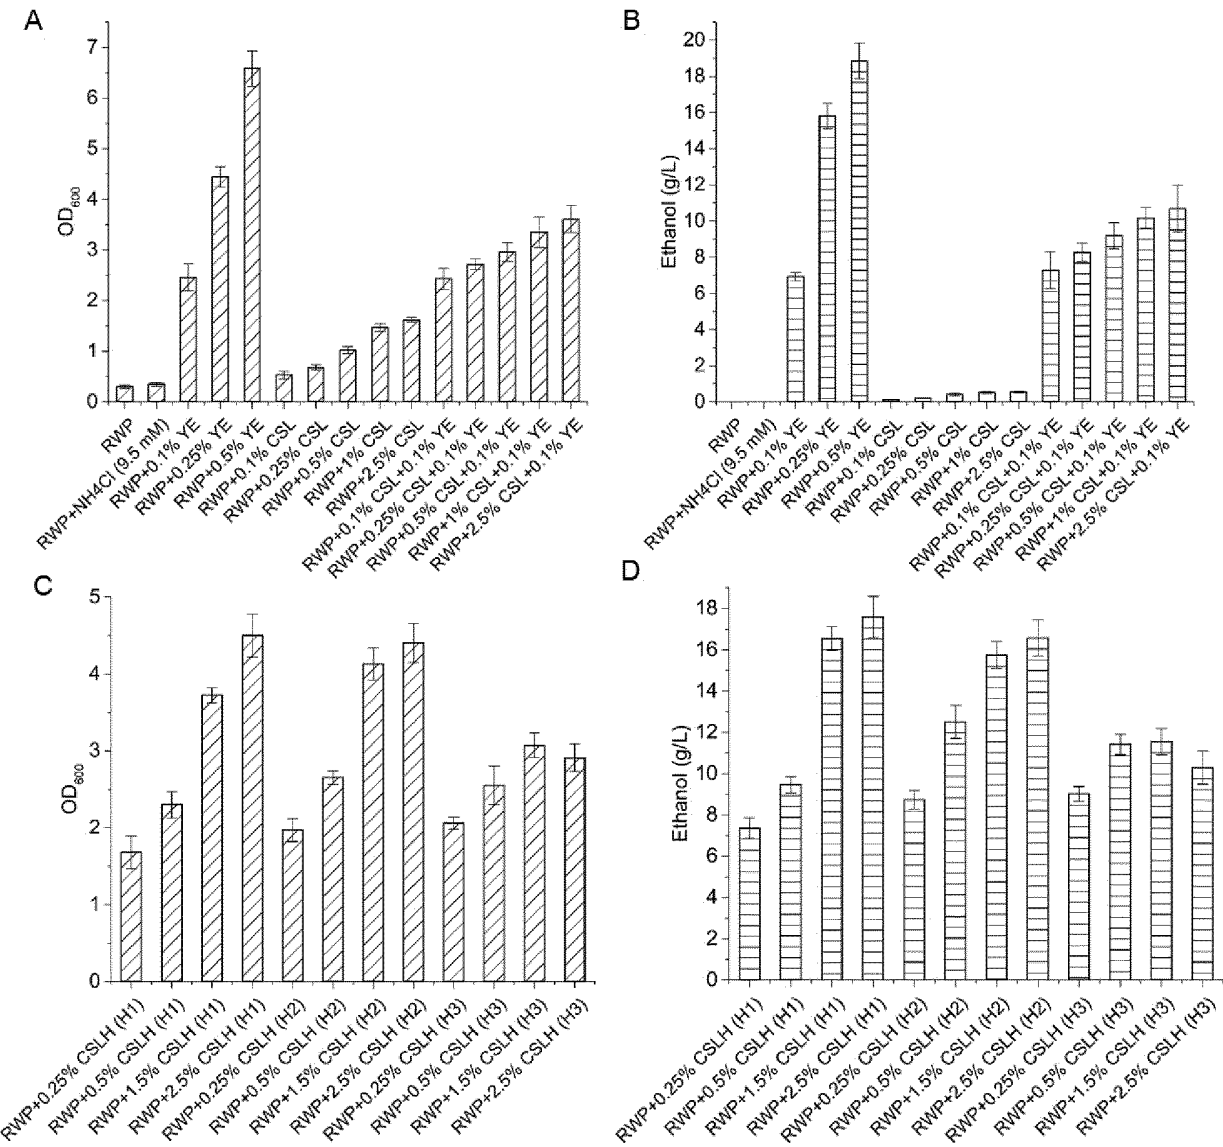 A
7
6
5
4
3
2
1
0
OD600
RWP
RWP+NH4Cl (9.5 mM)
RWP+0.1% YE
RWP+0.25% YE
RWP+0.5% YE
RWP+0.1% CSL
RWP+0.25% CSL
RWP+0.5% CSL
RWP+1% CSL
RWP+2.5% CSL
RWP+0.1% CSL+0.1% YE
RWP+0.25% CSL+0.1% YE
RWP+0.5% CSL+0.1% YE
RWP+1% CSL+0.1% YE
RWP+2.5% CSL+0.1% YE
B
20
18
16
14
12
10
8
6
4
2
0
Ethanol (g/L)
RWP
RWP+NH4Cl (9.5 mM)
RWP+0.1% YE
RWP+0.25% YE
RWP+0.5% YE
RWP+0.1% CSL
RWP+0.25% CSL
RWP+0.5% CSL
RWP+1% CSL
RWP+2.5% CSL
RWP+0.1% CSL+0.1% YE
RWP+0.25% CSL+0.1% YE
RWP+0.5% CSL+0.1% YE
RWP+1% CSL+0.1% YE
RWP+2.5% CSL+0.1% YE
C
5
4
3
2
1
0
OD600
RWP+0.25% CSLH (H1)
RWP+0.5% CSLH (H1)
RWP+1.5% CSLH (H1)
RWP+2.5% CSLH (H1)
RWP+0.25% CSLH (H2)
RWP+0.5% CSLH (H2)
RWP+1.5% CSLH (H2)
RWP+2.5% CSLH (H2)
RWP+0.25% CSLH (H3)
RWP+0.5% CSLH (H3)
RWP+1.5% CSLH (H3)
RWP+2.5% CSLH (H3)
D
18
16
14
12
10
8
6
4
2
0
Ethanol (g/L)
RWP+0.25% CSLH (H1)
RWP+0.5% CSLH (H1)
RWP+1.5% CSLH (H1)
RWP+2.5% CSLH (H1)
RWP+0.25% CSLH (H2)
RWP+0.5% CSLH (H2)
RWP+1.5% CSLH (H2)
RWP+2.5% CSLH (H2)
RWP+0.25% CSLH (H3)
RWP+0.5% CSLH (H3)
RWP+1.5% CSLH (H3)
RWP+2.5% CSLH (H3)